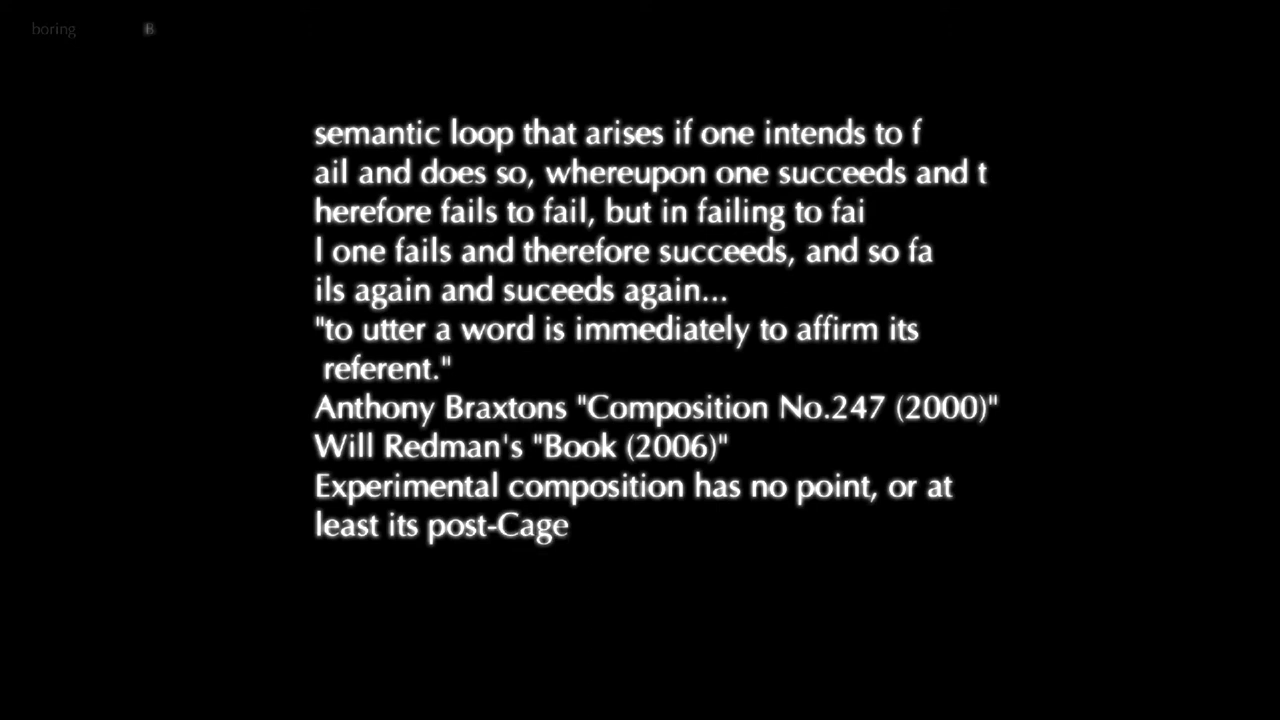 boring B
semantic loop that arises if one intends to f
ail and does so, whereupon one succeeds and t
herefore fails to fail, but in failing to fai
l one fails and therefore succeeds, and so fa
ils again and suceeds again...
"to utter a word is immediately to affirm its
referent."
Anthony Braxtons "Composition No.247 (2000)"
Will Redman's "Book (2006)"
Experimental composition has no point, or at
least its post-Cage